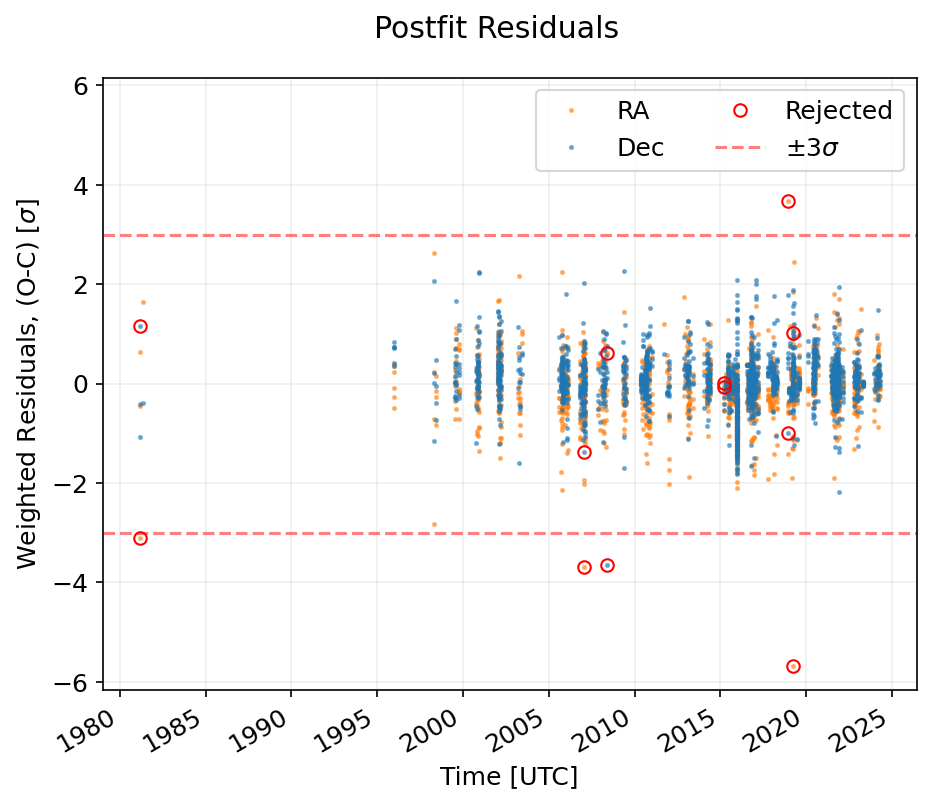 Postfit Residuals
RA
Dec
Rejected
±3σ
Weighted Residuals, (O-C) [σ]
6
4
2
0
−2
−4
−6
1980
1985
1990
1995
2000
2005
2010
2015
2020
2025
Time [UTC]